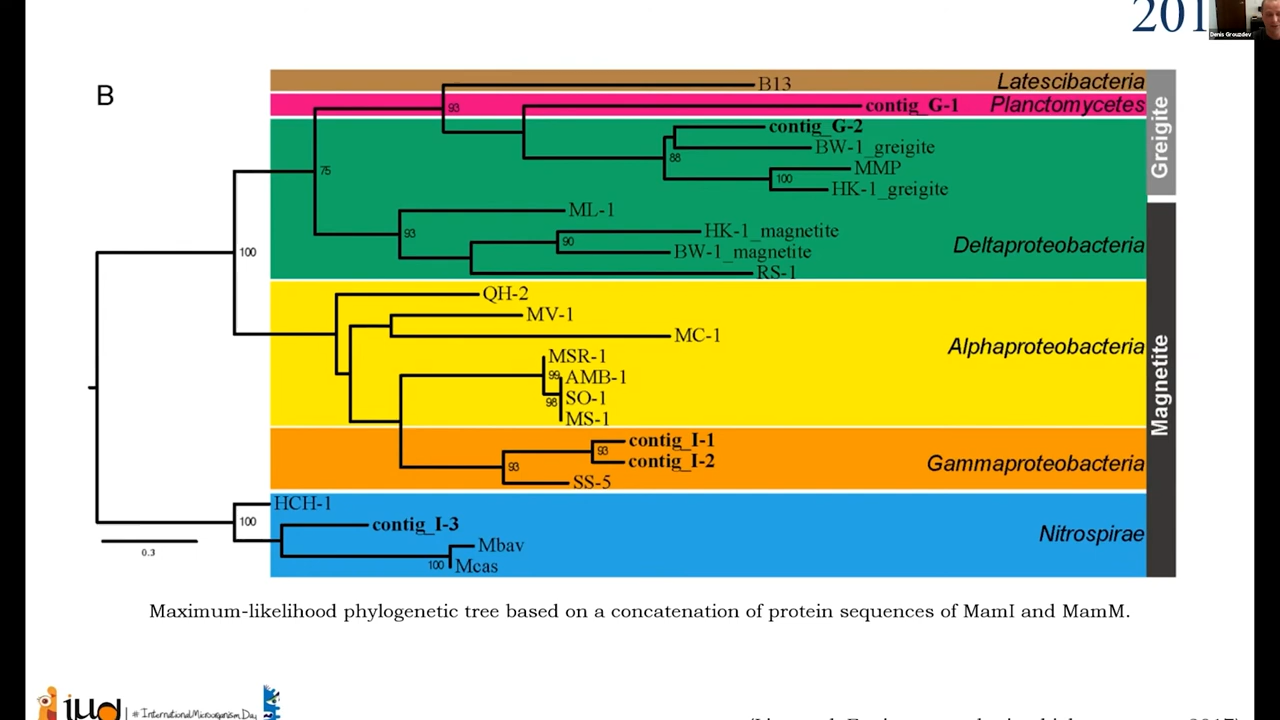 201
Denis Grouzdev
B
B13
Latescibacteria
93
contig_G-1
Planctomycetes
contig_G-2
BW-1_greigite
88
MMP
75
100
HK-1_greigite
Greigite
ML-1
93
HK-1_magnetite
90
BW-1_magnetite
Deltaproteobacteria
100
RS-1
QH-2
MV-1
MC-1
Alphaproteobacteria
MSR-1
99
AMB-1
SO-1
98
MS-1
Magnetite
contig_I-1
93
contig_I-2
93
Gammaproteobacteria
SS-5
HCH-1
100
contig_I-3
Nitrospirae
Mbav
100
Mcas
0.3
Maximum-likelihood phylogenetic tree based on a concatenation of protein sequences of MamI and MamM.
#InternationalMicroorganismDay